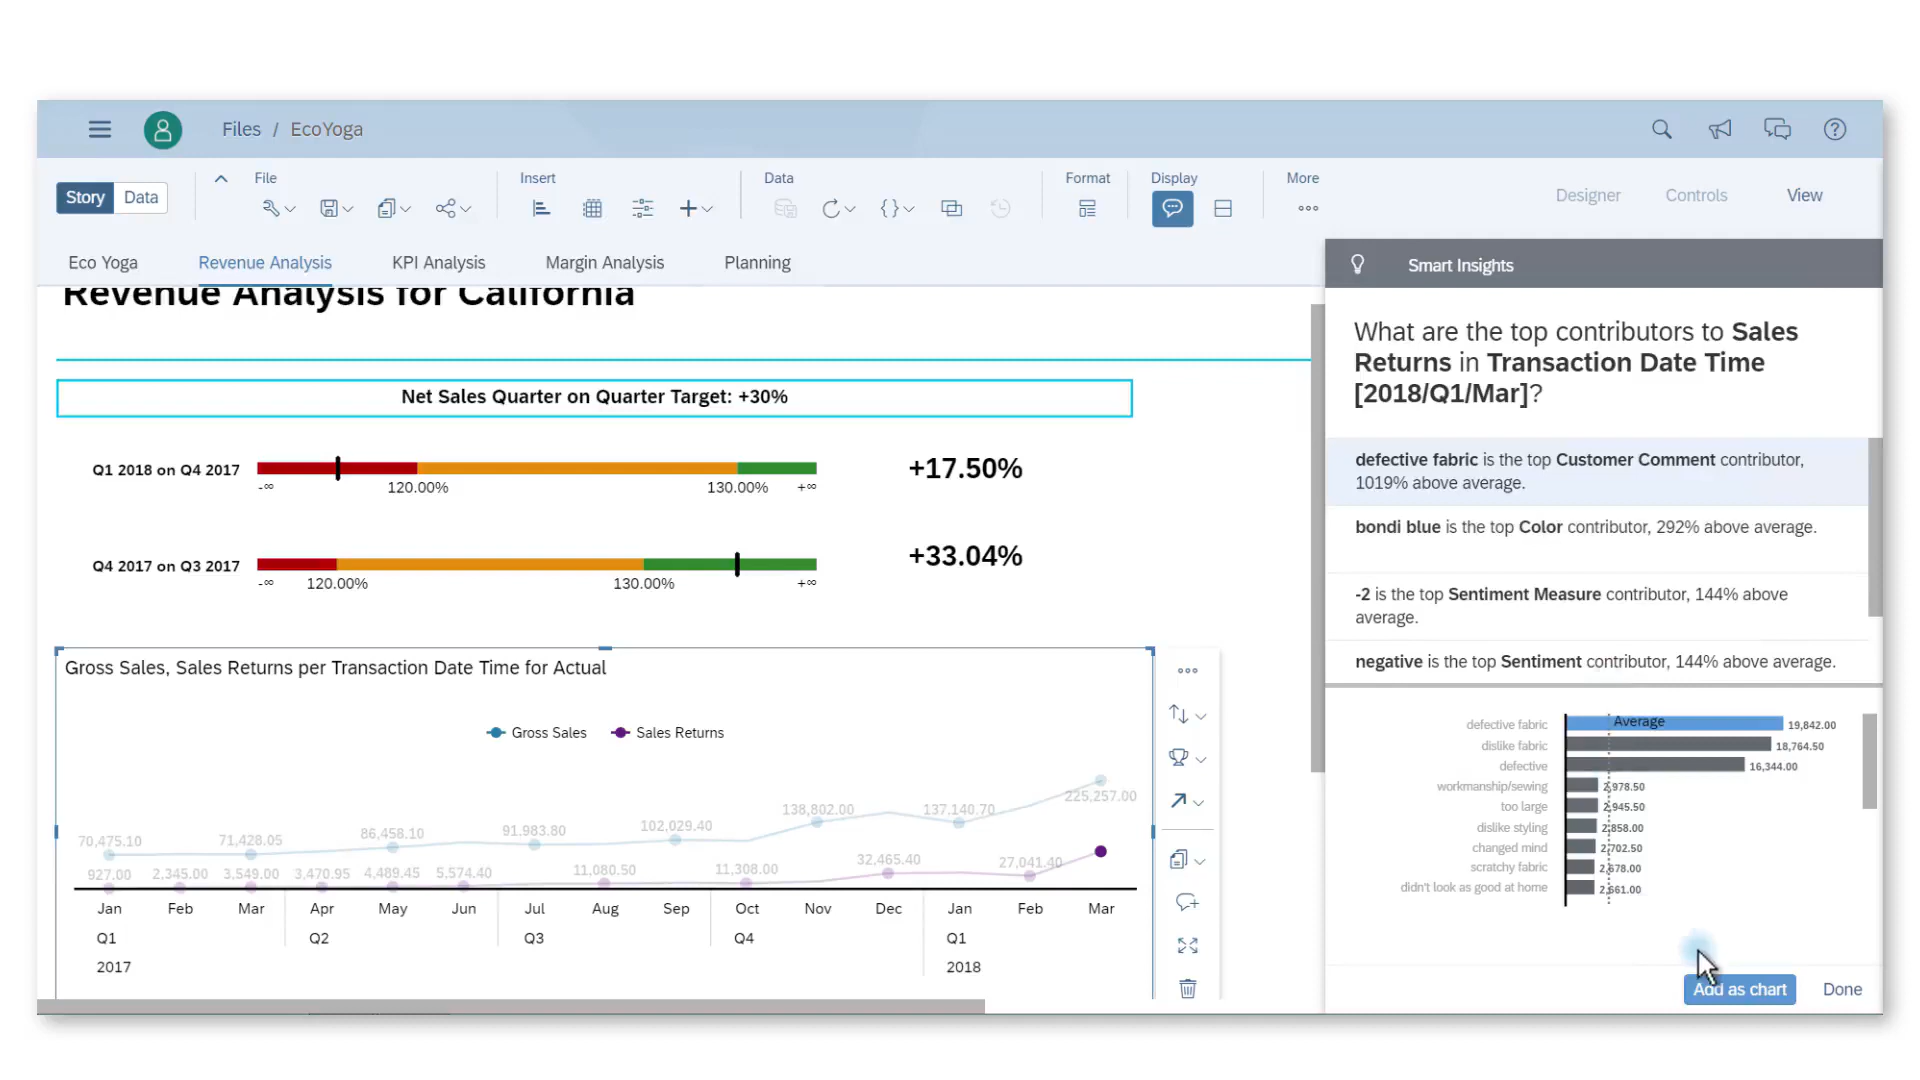 Files / EcoYoga
Story Data
File
Insert
Data
Format
Display
More
Designer Controls View
Eco Yoga Revenue Analysis KPI Analysis Margin Analysis Planning
Revenue Analysis for California
Net Sales Quarter on Quarter Target: +30%
Q1 2018 on Q4 2017
-∞ 120.00% 130.00% +∞
+17.50%
Q4 2017 on Q3 2017
-∞ 120.00% 130.00% +∞
+33.04%
Gross Sales, Sales Returns per Transaction Date Time for Actual
Gross Sales Sales Returns
70,475.10 71,428.05 86,458.10 91,983.80 102,029.40 138,802.00 137,140.70 225,257.00
927.00 2,345.00 3,549.00 3,470.95 4,489.45 5,574.40 11,080.50 11,308.00 32,465.40 27,041.40
Jan Feb Mar Apr May Jun Jul Aug Sep Oct Nov Dec Jan Feb Mar
Q1 Q2 Q3 Q4 Q1
2017 2018
Smart Insights
What are the top contributors to Sales
Returns in Transaction Date Time
[2018/Q1/Mar]?
defective fabric is the top Customer Comment contributor,
1019% above average.
bondi blue is the top Color contributor, 292% above average.
-2 is the top Sentiment Measure contributor, 144% above
average.
negative is the top Sentiment contributor, 144% above average.
Average
defective fabric 19,842.00
dislike fabric 18,764.50
defective 16,344.00
workmanship/sewing 2,978.50
too large 2,945.50
dislike styling 2,858.00
changed mind 2,702.50
scratchy fabric 2,678.00
didn't look as good at home 2,661.00
Add as chart Done